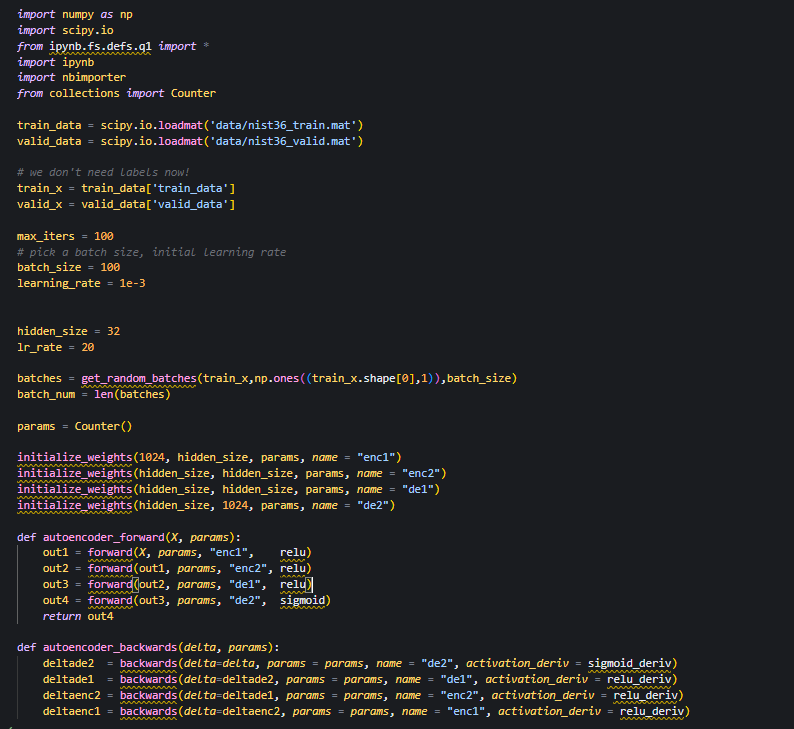 import numpy as np
import scipy.io
from ipynb.fs.defs.q1 import *
import ipynb
import nbimporter
from collections import Counter
train_data = scipy.io.loadmat('data/nist36_train.mat')
valid_data = scipy.io.loadmat('data/nist36_valid.mat')
# we don't need labels now!
train_x = train_data['train_data']
valid_x = valid_data['valid_data']
max_iters = 100
# pick a batch size, initial learning rate
batch_size = 100
learning_rate = 1e-3
hidden_size = 32
lr_rate = 20
batches = get_random_batches(train_x,np.ones((train_x.shape[0],1)),batch_size)
batch_num = len(batches)
params = Counter()
initialize_weights(1024, hidden_size, params, name = "enc1")
initialize_weights(hidden_size, hidden_size, params, name = "enc2")
initialize_weights(hidden_size, hidden_size, params, name = "de1")
initialize_weights(hidden_size, 1024, params, name = "de2")
def autoencoder_forward(X, params):
    out1 = forward(X, params, "enc1",    relu)
    out2 = forward(out1, params, "enc2", relu)
    out3 = forward(out2, params, "de1",  relu)
    out4 = forward(out3, params, "de2",  sigmoid)
    return out4
def autoencoder_backwards(delta, params):
    deltade2  = backwards(delta=delta, params = params, name = "de2", activation_deriv = sigmoid_deriv)
    deltade1  = backwards(delta=deltade2, params = params, name = "de1", activation_deriv = relu_deriv)
    deltaenc2 = backwards(delta=deltade1, params = params, name = "enc2", activation_deriv = relu_deriv)
    deltaenc1 = backwards(delta=deltaenc2, params = params, name = "enc1", activation_deriv = relu_deriv)